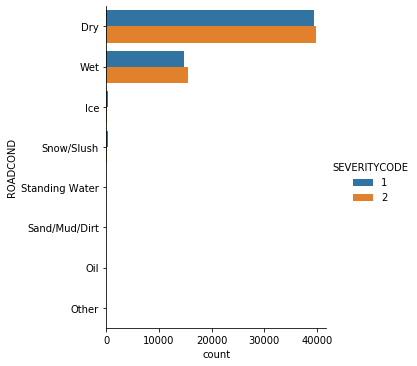 ROADCOND
Dry
Wet
Ice
Snow/Slush
Standing Water
Sand/Mud/Dirt
Oil
Other
0
10000
20000
30000
40000
count
SEVERITYCODE
1
2